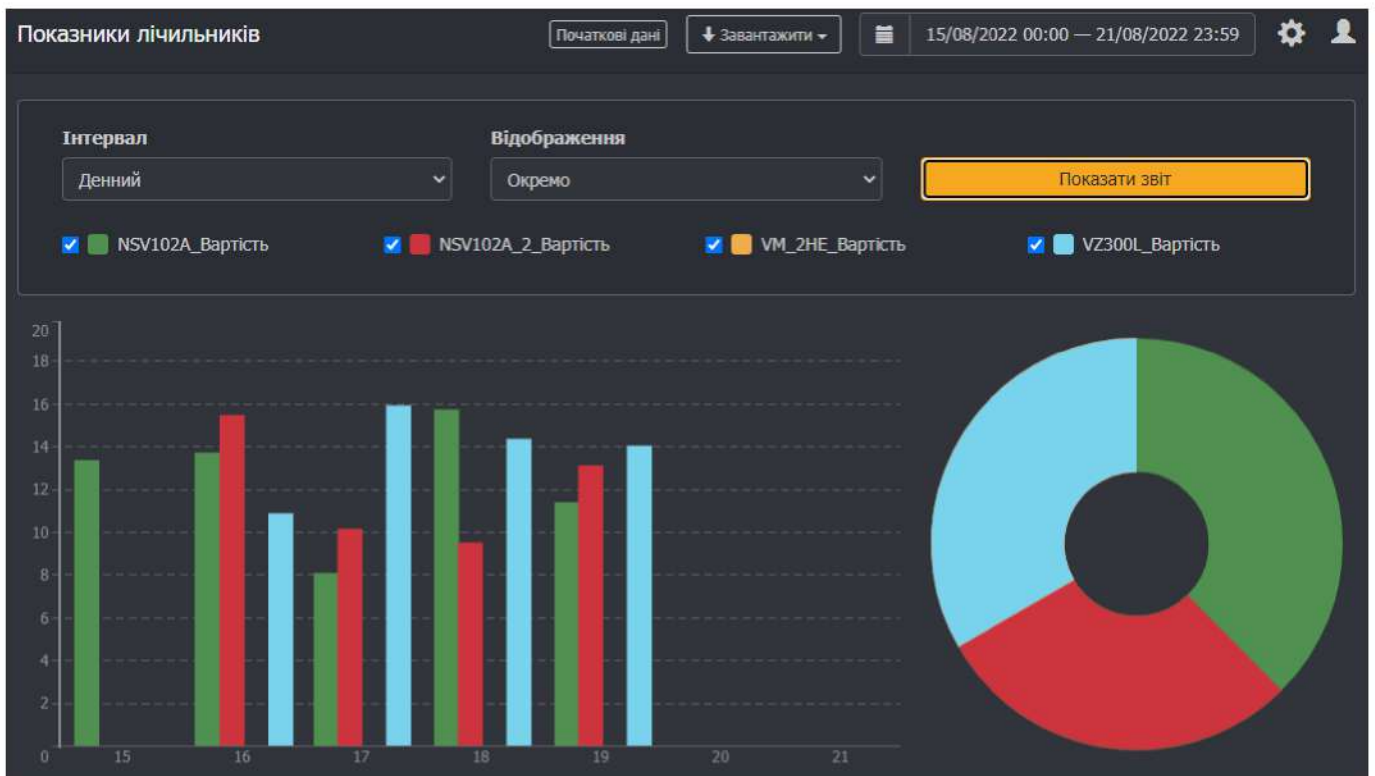 Показники лічильників
Початкові дані
Завантажити
15/08/2022 00:00 — 21/08/2022 23:59
Інтервал
Відображення
Денний
Окремо
Показати звіт
NSV102A_Вартість
NSV102A_2_Вартість
VM_2HE_Вартість
VZ300L_Вартість
20
18
16
14
12
10
8
6
4
2
0
15
16
17
18
19
20
21